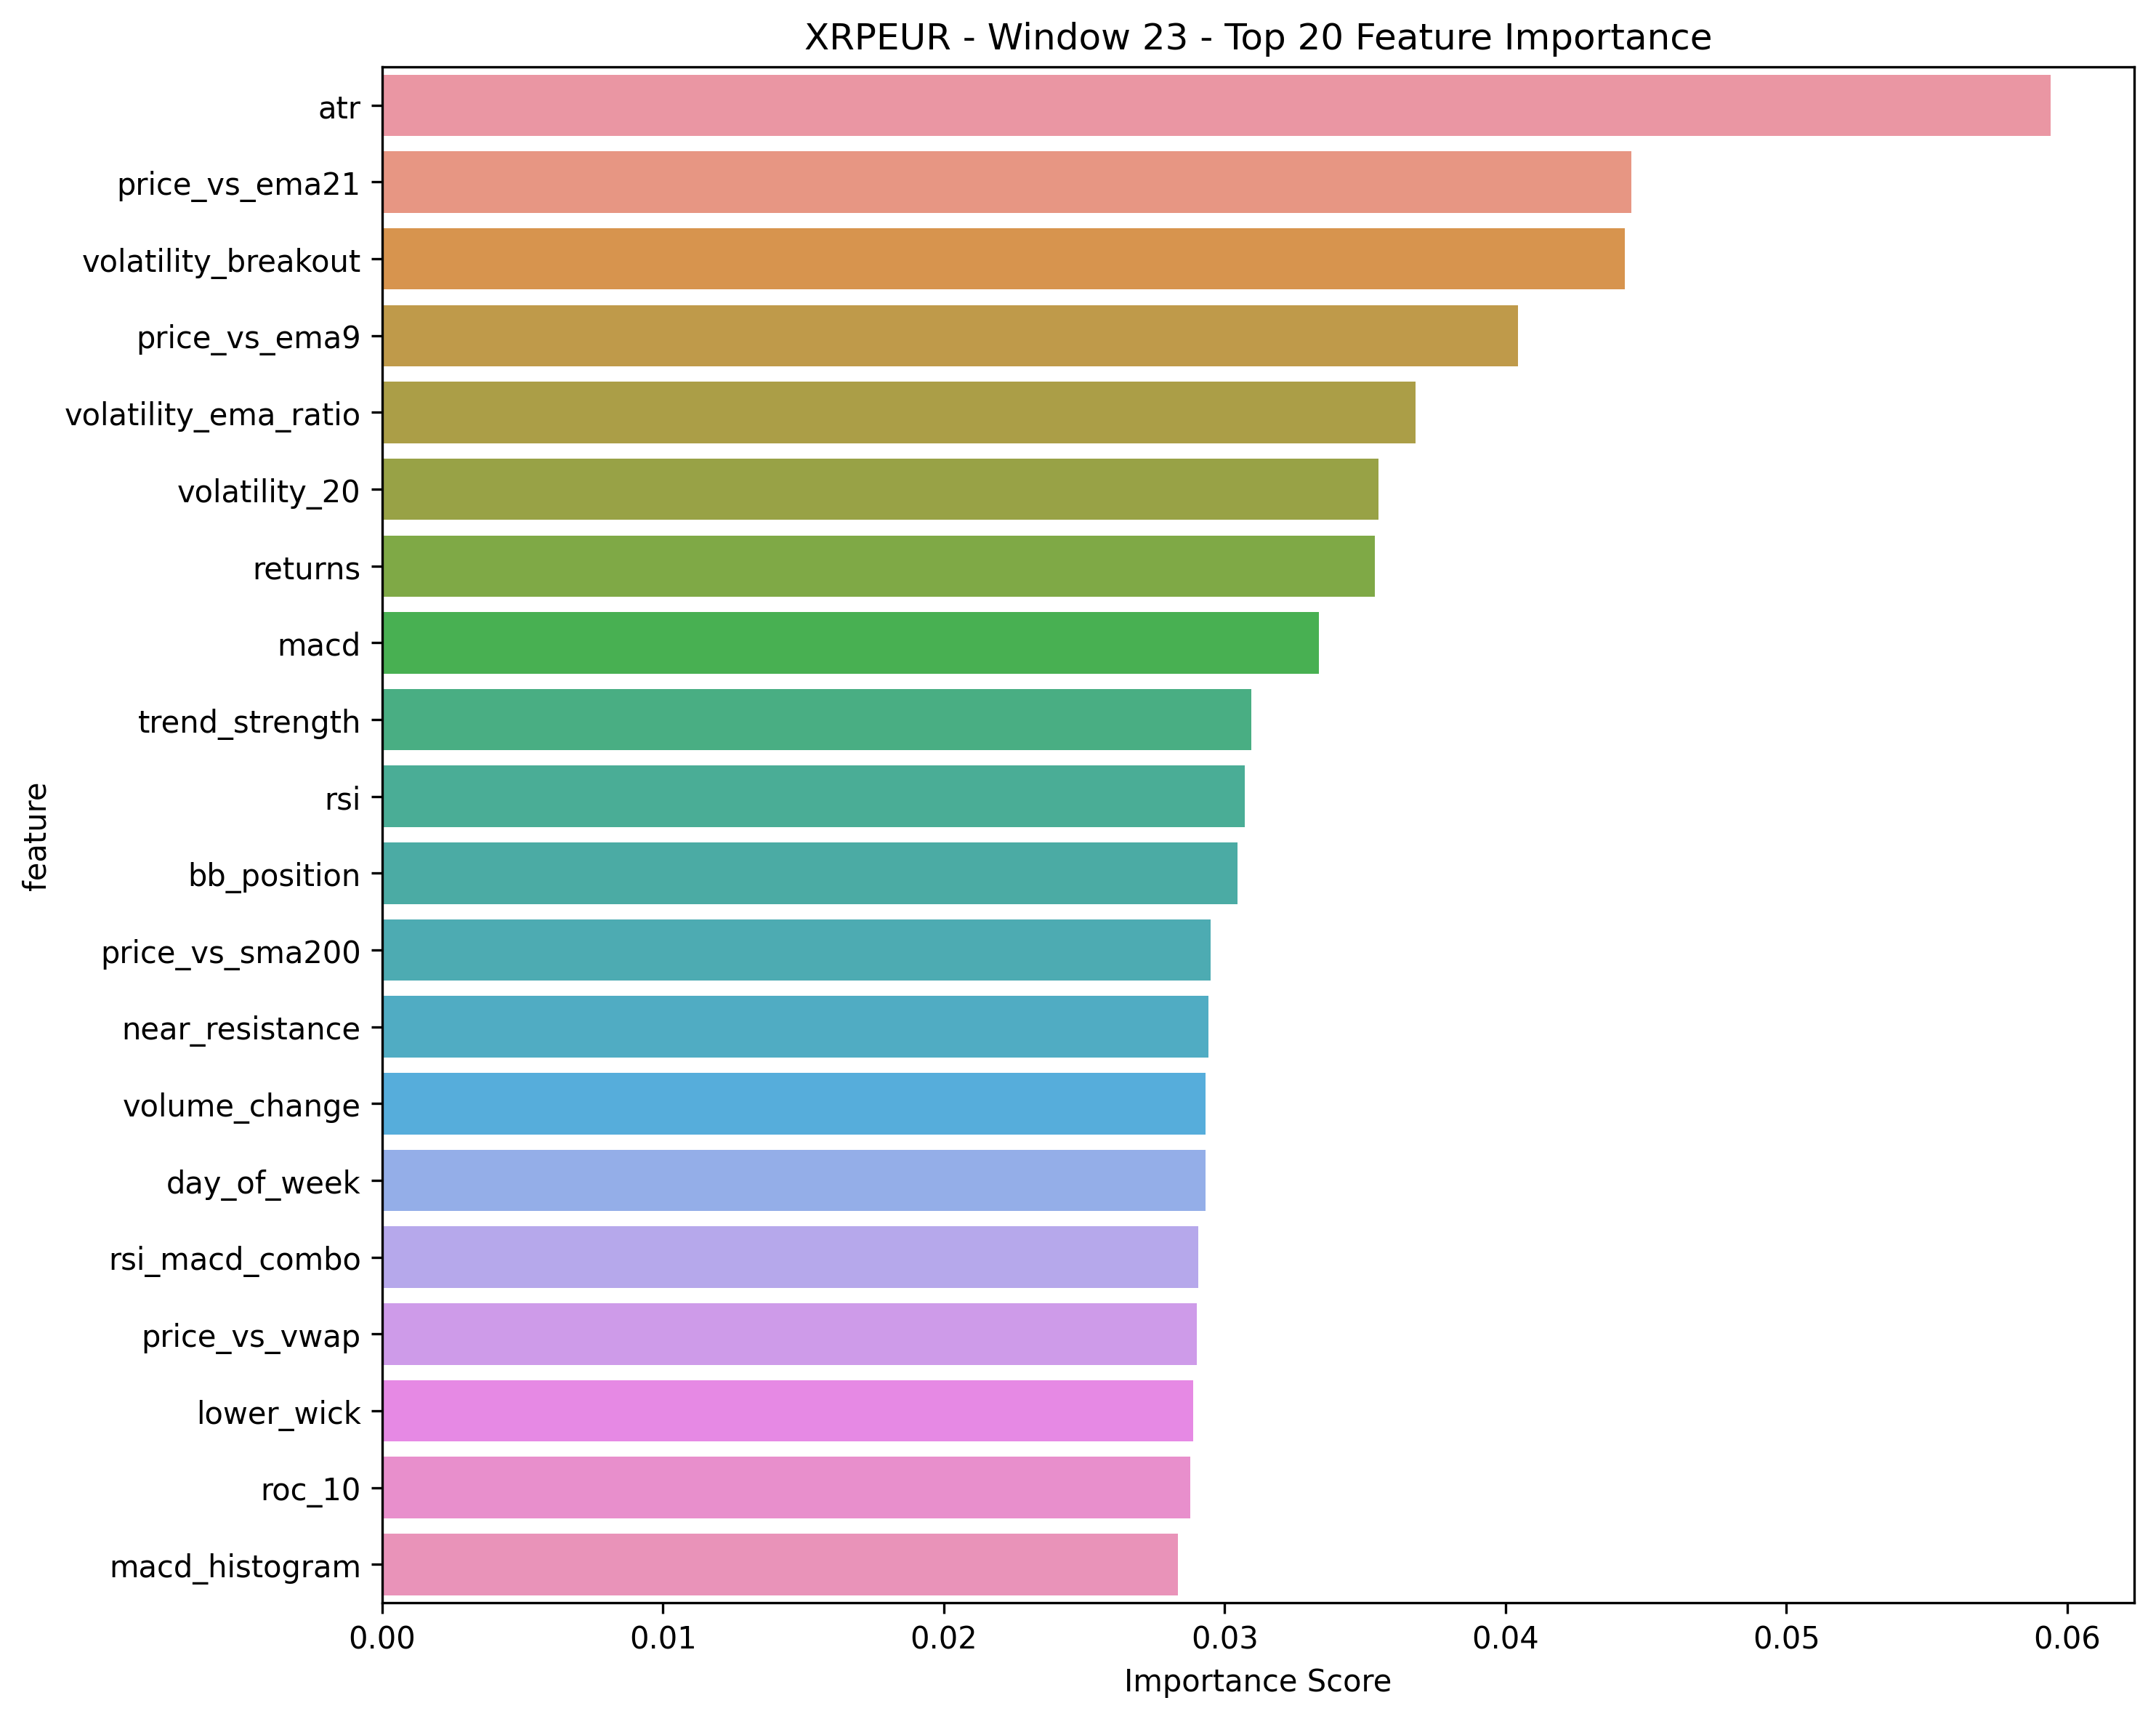 XRPEUR - Window 23 - Top 20 Feature Importance
atr
price_vs_ema21
volatility_breakout
price_vs_ema9
volatility_ema_ratio
volatility_20
returns
macd
trend_strength
rsi
bb_position
price_vs_sma200
near_resistance
volume_change
day_of_week
rsi_macd_combo
price_vs_vwap
lower_wick
roc_10
macd_histogram
feature
0.00 0.01 0.02 0.03 0.04 0.05 0.06
Importance Score